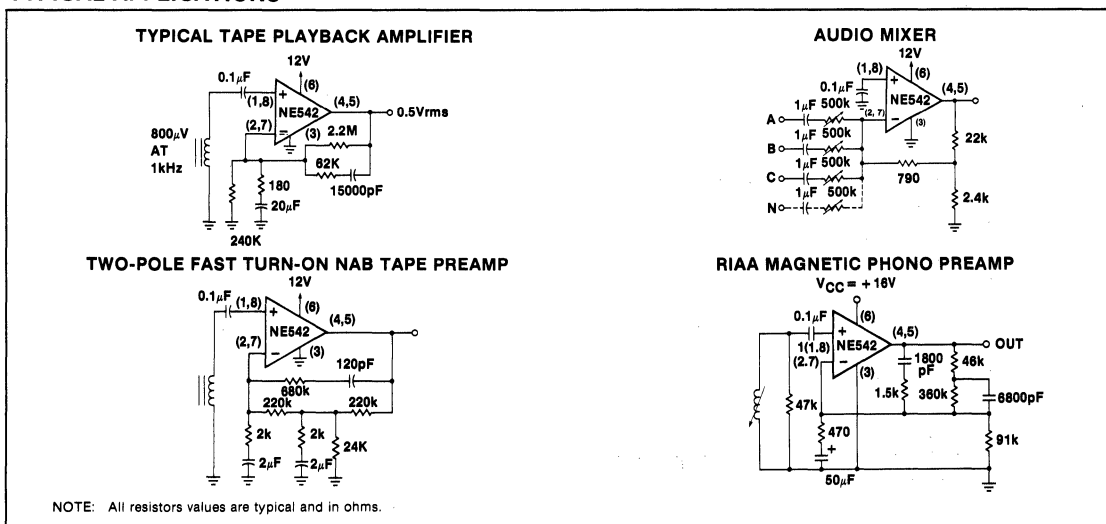 TYPICAL TAPE PLAYBACK AMPLIFIER
12V
0.1µF
(6)
(1,8)
+
NE542
(4,5)
0.5Vrms
(2,7)
(3)
2.2M
800µV
AT
1kHz
62K
15000pF
180
20µF
240K
AUDIO MIXER
12V
(1,8)
(6)
+
NE542
(4,5)
0.1µF
1µF 500k
A
(2, 7)
(3)
1µF
500k
B
22k
1µF
500k
C
790
1µF
500k
N
2.4k
TWO-POLE FAST TURN-ON NAB TAPE PREAMP
12V
0.1µF
(1,8)
(6)
+
NE542
(4,5)
(2,7)
–
(3)
120pF
680k
220k
220k
2k
2k
24K
2µF
2µF
RIAA MAGNETIC PHONO PREAMP
VCC = + 16V
0.1µF
(6)
+
1(1.8)
NE542
(4,5)
OUT
(2.7)
–
(3)
1800
pF
46k
47k
1.5k
360k
6800pF
470
+
91k
50µF
NOTE: All resistors values are typical and in ohms.